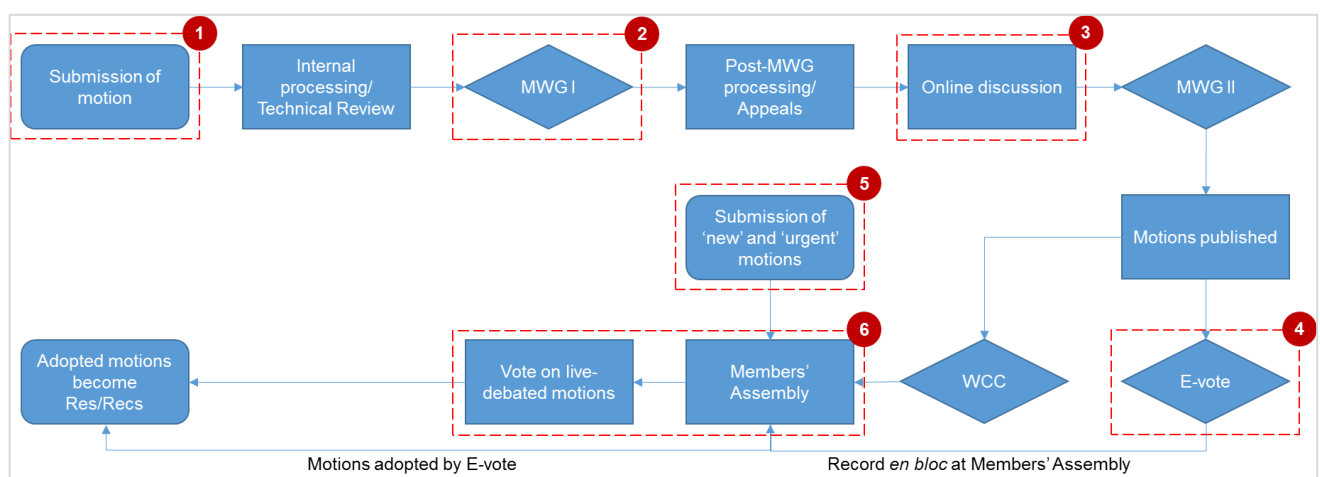 1
2
3
Submission of
motion
Internal
processing/
Technical Review
MWG I
Post-MWG
processing/
Appeals
Online discussion
MWG II
5
Submission of
‘new’ and ‘urgent’
motions
Motions published
6
4
Adopted motions
become
Res/Recs
Vote on live-
debated motions
Members’
Assembly
WCC
E-vote
Motions adopted by E-vote
Record en bloc at Members’ Assembly